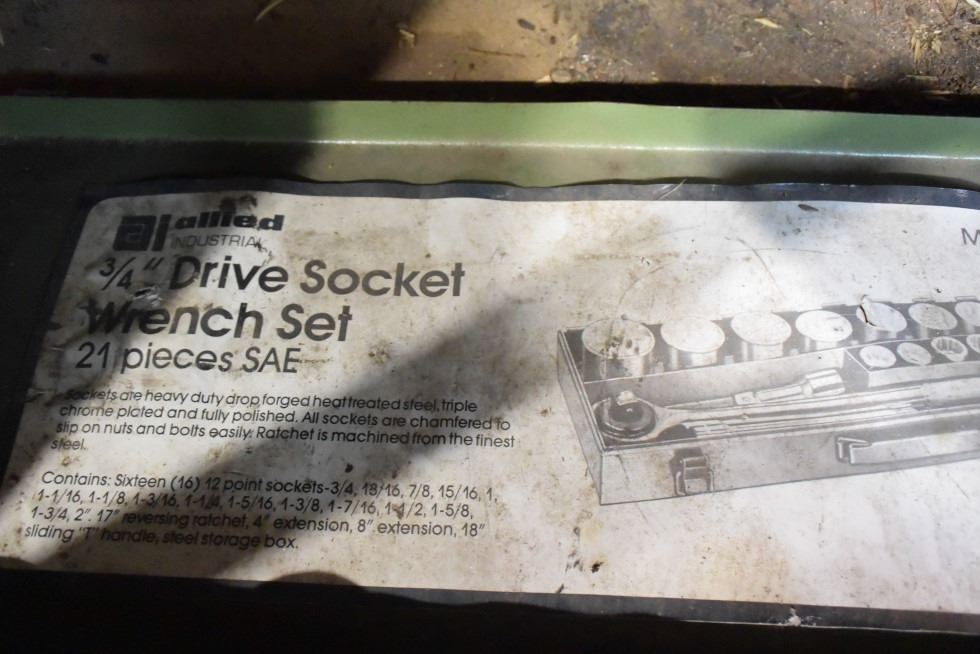 allied
INDUSTRIAL
M
3/4" Drive Socket
Wrench Set
21 pieces SAE
Sockets are heavy duty drop forged heat treated steel, triple
chrome plated and fully polished. All sockets are chamfered to
slip on nuts and bolts easily. Ratchet is machined from the finest
steel.
Contains: Sixteen (16) 12 point sockets-3/4, 18/16, 7/8, 15/16, 1,
1-1/16, 1-1/8, 1-3/16, 1-1/4, 1-5/16, 1-3/8, 1-7/16, 1-1/2, 1-5/8,
1-3/4, 2". 17" reversing ratchet, 4" extension, 8" extension, 18"
sliding "T" handle, steel storage box.